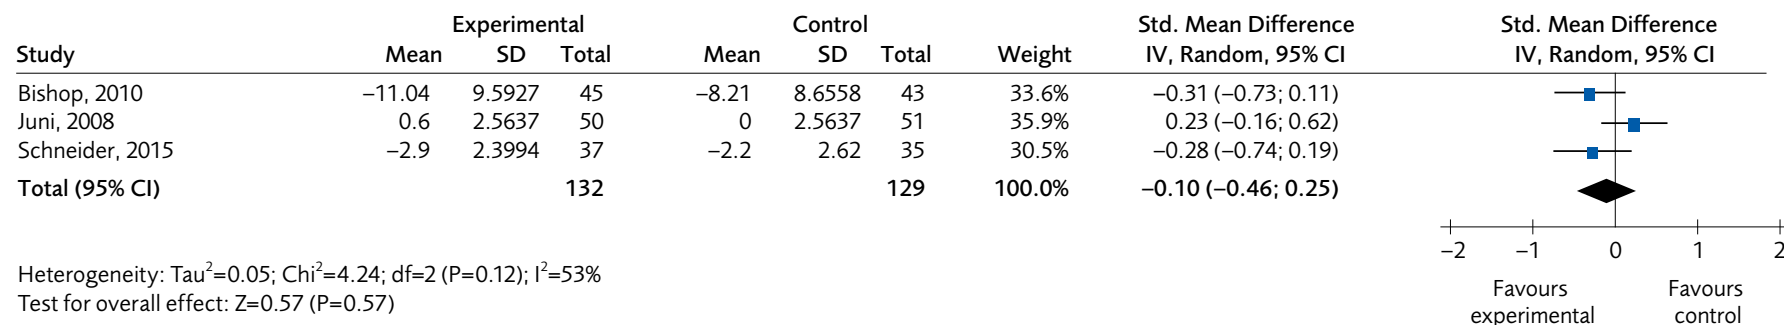 Experimental Control Std. Mean Difference Std. Mean Difference
Study Mean SD Total Mean SD Total Weight IV, Random, 95% CI IV, Random, 95% CI
Bishop, 2010 –11.04 9.5927 45 –8.21 8.6558 43 33.6% –0.31 (–0.73; 0.11)
Juni, 2008 0.6 2.5637 50 0 2.5637 51 35.9% 0.23 (–0.16; 0.62)
Schneider, 2015 –2.9 2.3994 37 –2.2 2.62 35 30.5% –0.28 (–0.74; 0.19)
Total (95% CI) 132 129 100.0% –0.10 (–0.46; 0.25)
–2 –1 0 1 2
Heterogeneity: Tau²=0.05; Chi²=4.24; df=2 (P=0.12); I²=53%
Test for overall effect: Z=0.57 (P=0.57)
Favours Favours
experimental control